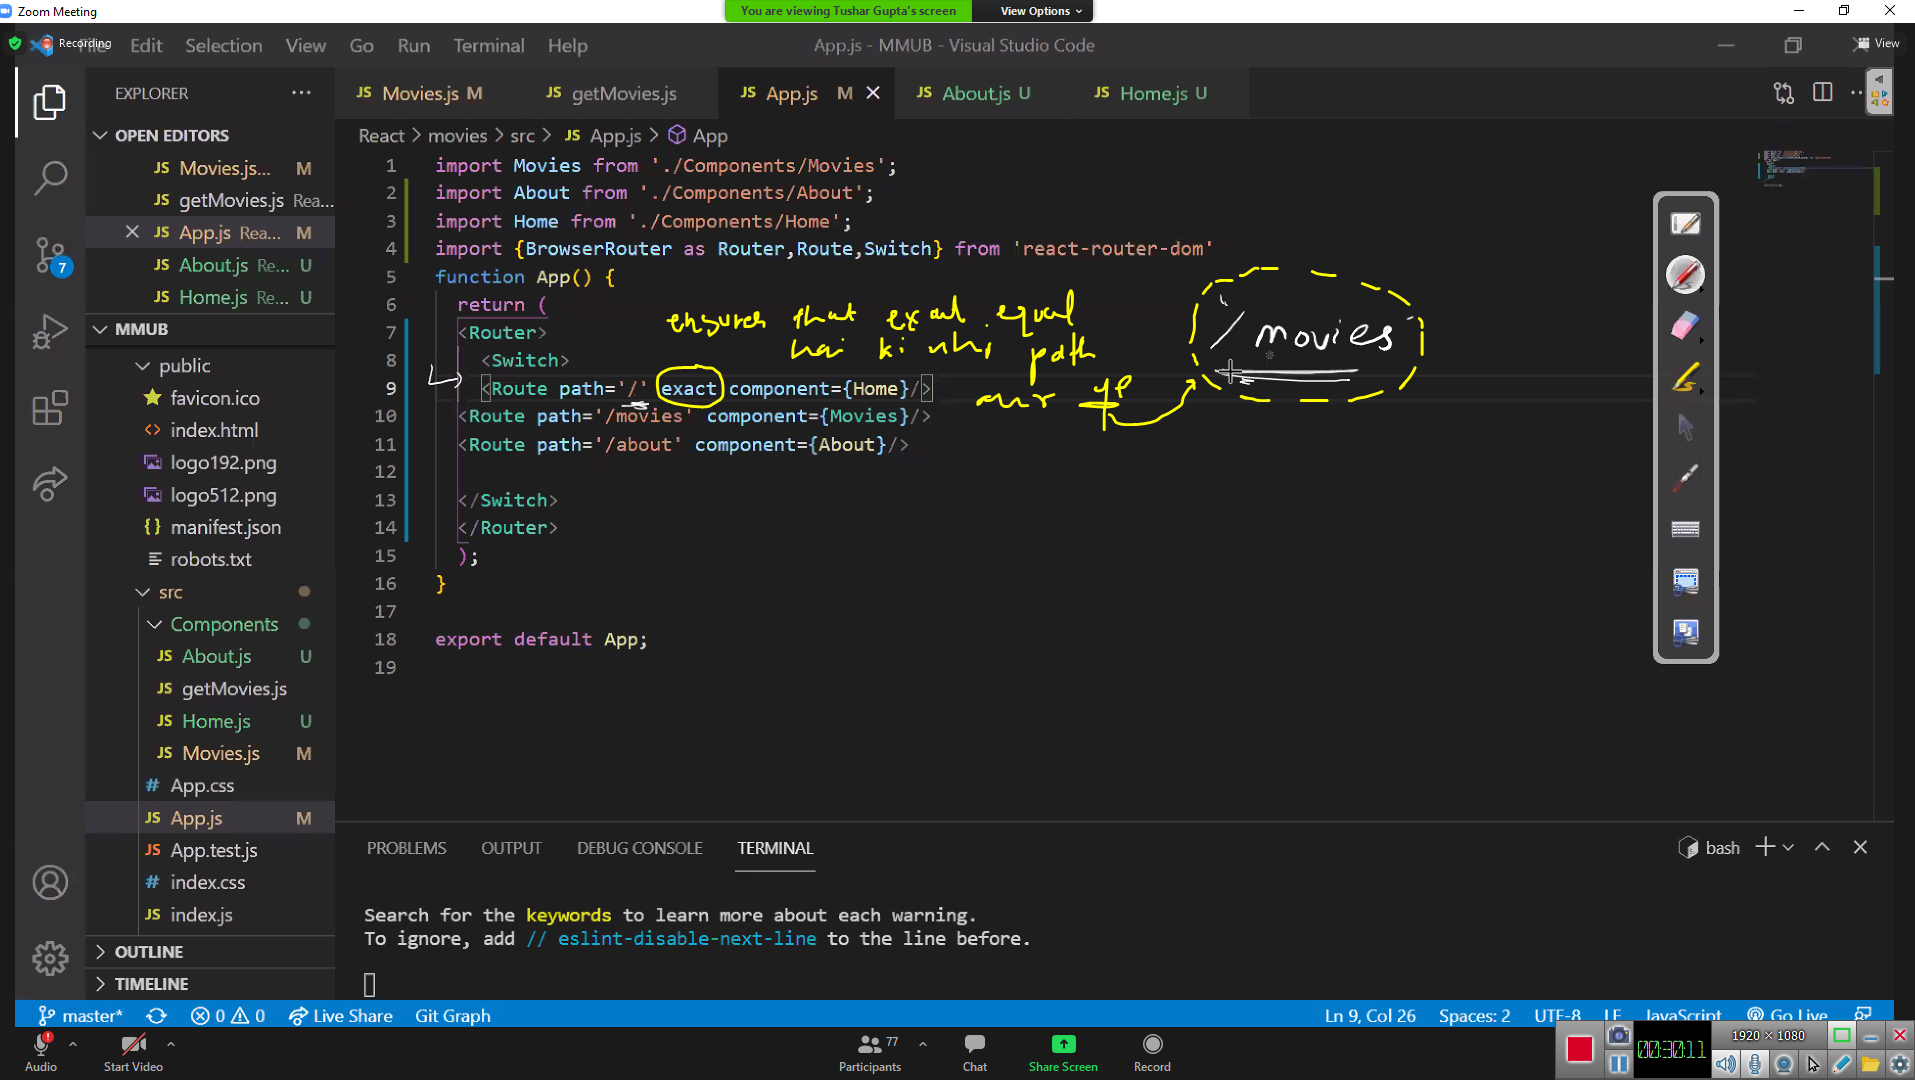 Zoom Meeting
You are viewing Tushar Gupta's screen
View Options
Recording
File Edit Selection View Go Run Terminal Help
App.js - MMUB - Visual Studio Code
View
EXPLORER
JS Movies.js M
JS getMovies.js
JS App.js M
JS About.js U
JS Home.js U
OPEN EDITORS
JS Movies.js... M
JS getMovies.js Rea...
JS App.js Rea... M
JS About.js Re... U
JS Home.js Re... U
MMUB
public
favicon.ico
index.html
logo192.png
logo512.png
manifest.json
robots.txt
src
Components
JS About.js U
JS getMovies.js
JS Home.js U
JS Movies.js M
# App.css
JS App.js M
JS App.test.js
# index.css
JS index.js
OUTLINE
TIMELINE
7
React > movies > src > JS App.js > App
1 import Movies from './Components/Movies';
2 import About from './Components/About';
3 import Home from './Components/Home';
4 import {BrowserRouter as Router,Route,Switch} from 'react-router-dom'
5 function App() {
6 return (
7 <Router>
8 <Switch>
9 <Route path='/' exact component={Home}/>
10 <Route path='/movies' component={Movies}/>
11 <Route path='/about' component={About}/>
12
13 </Switch>
14 </Router>
15 );
16 }
17
18 export default App;
19
ensures that exact equal
hai ki nhi path
aur
/movies
PROBLEMS OUTPUT DEBUG CONSOLE TERMINAL
bash
Search for the keywords to learn more about each warning.
To ignore, add // eslint-disable-next-line to the line before.
master* 0 0 Live Share Git Graph
Ln 9, Col 26 Spaces: 2 UTF-8 LF JavaScript Go Live
Audio
Start Video
77
Participants
Chat
Share Screen
Record
1920 × 1080
00:30:11